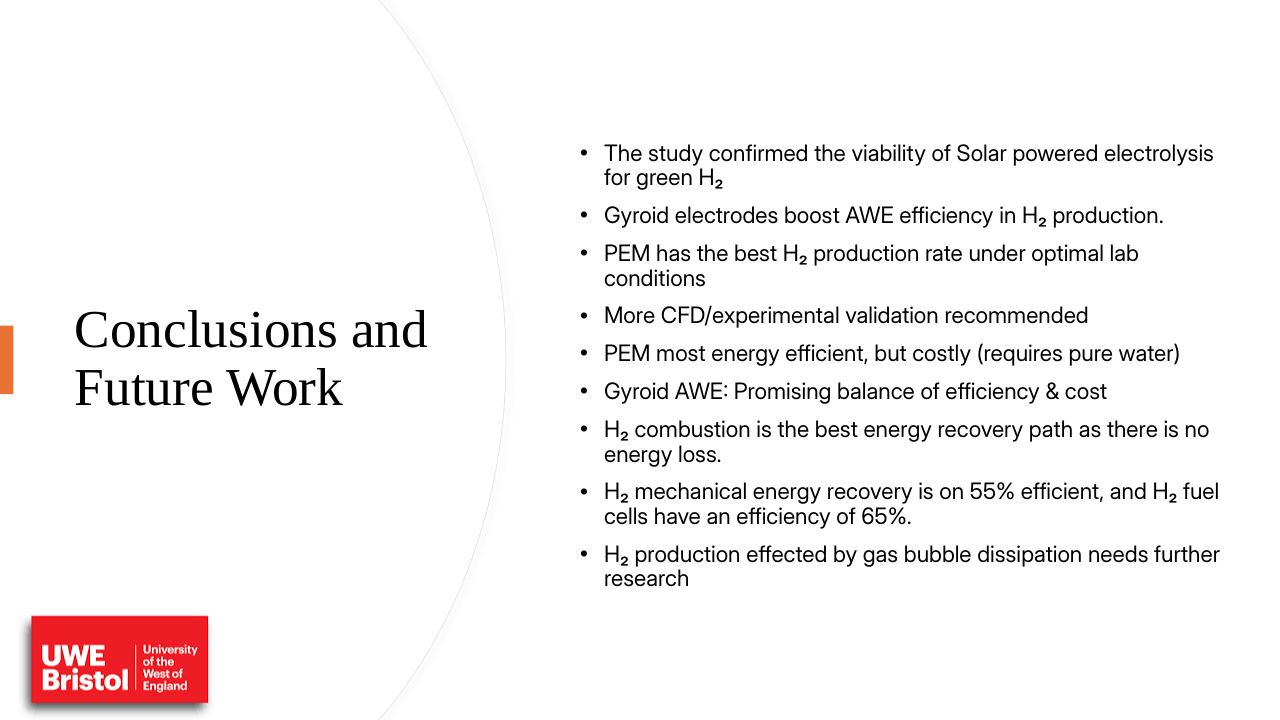 Conclusions and
Future Work
• The study confirmed the viability of Solar powered electrolysis
for green H₂
• Gyroid electrodes boost AWE efficiency in H₂ production.
• PEM has the best H₂ production rate under optimal lab
conditions
• More CFD/experimental validation recommended
• PEM most energy efficient, but costly (requires pure water)
• Gyroid AWE: Promising balance of efficiency & cost
• H₂ combustion is the best energy recovery path as there is no
energy loss.
• H₂ mechanical energy recovery is on 55% efficient, and H₂ fuel
cells have an efficiency of 65%.
• H₂ production effected by gas bubble dissipation needs further
research
UWE
Bristol
University
of the
West of
England